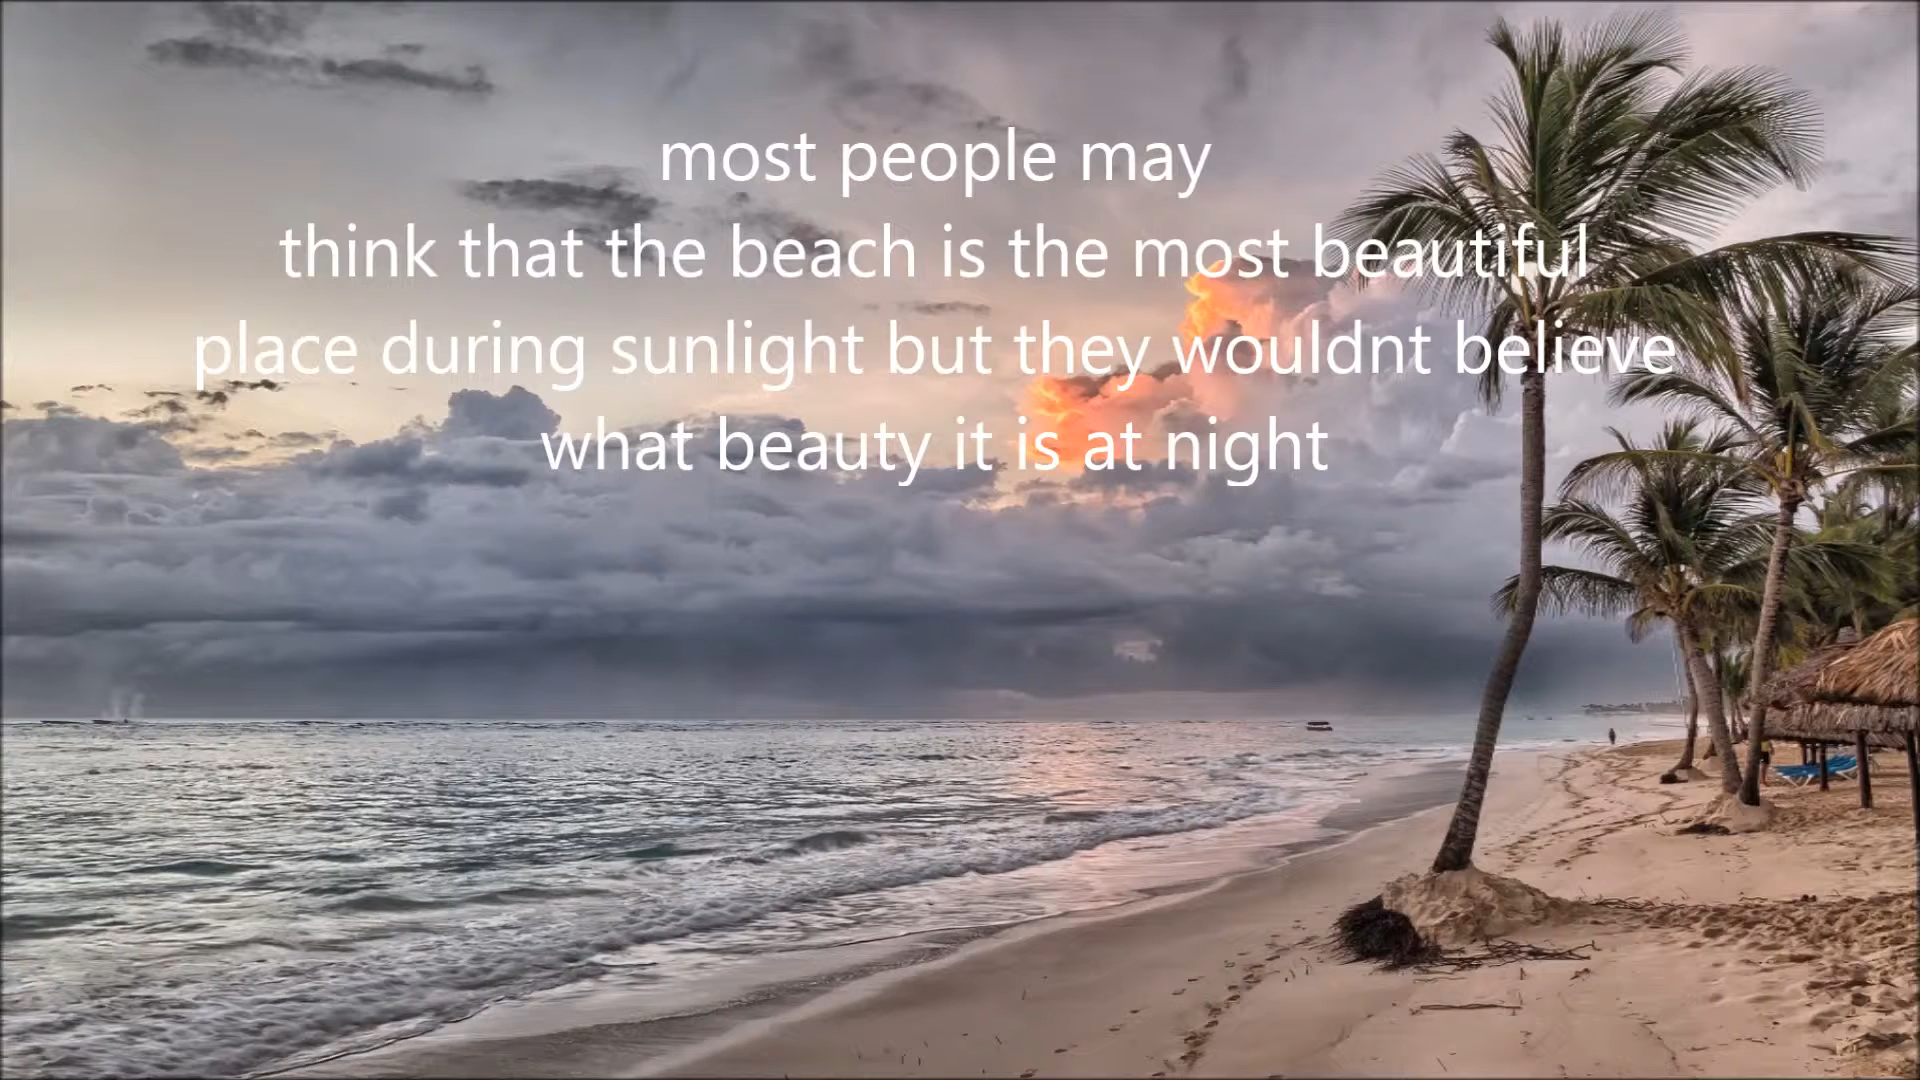 most people may
think that the beach is the most beautiful
place during sunlight but they wouldnt believe
what beauty it is at night